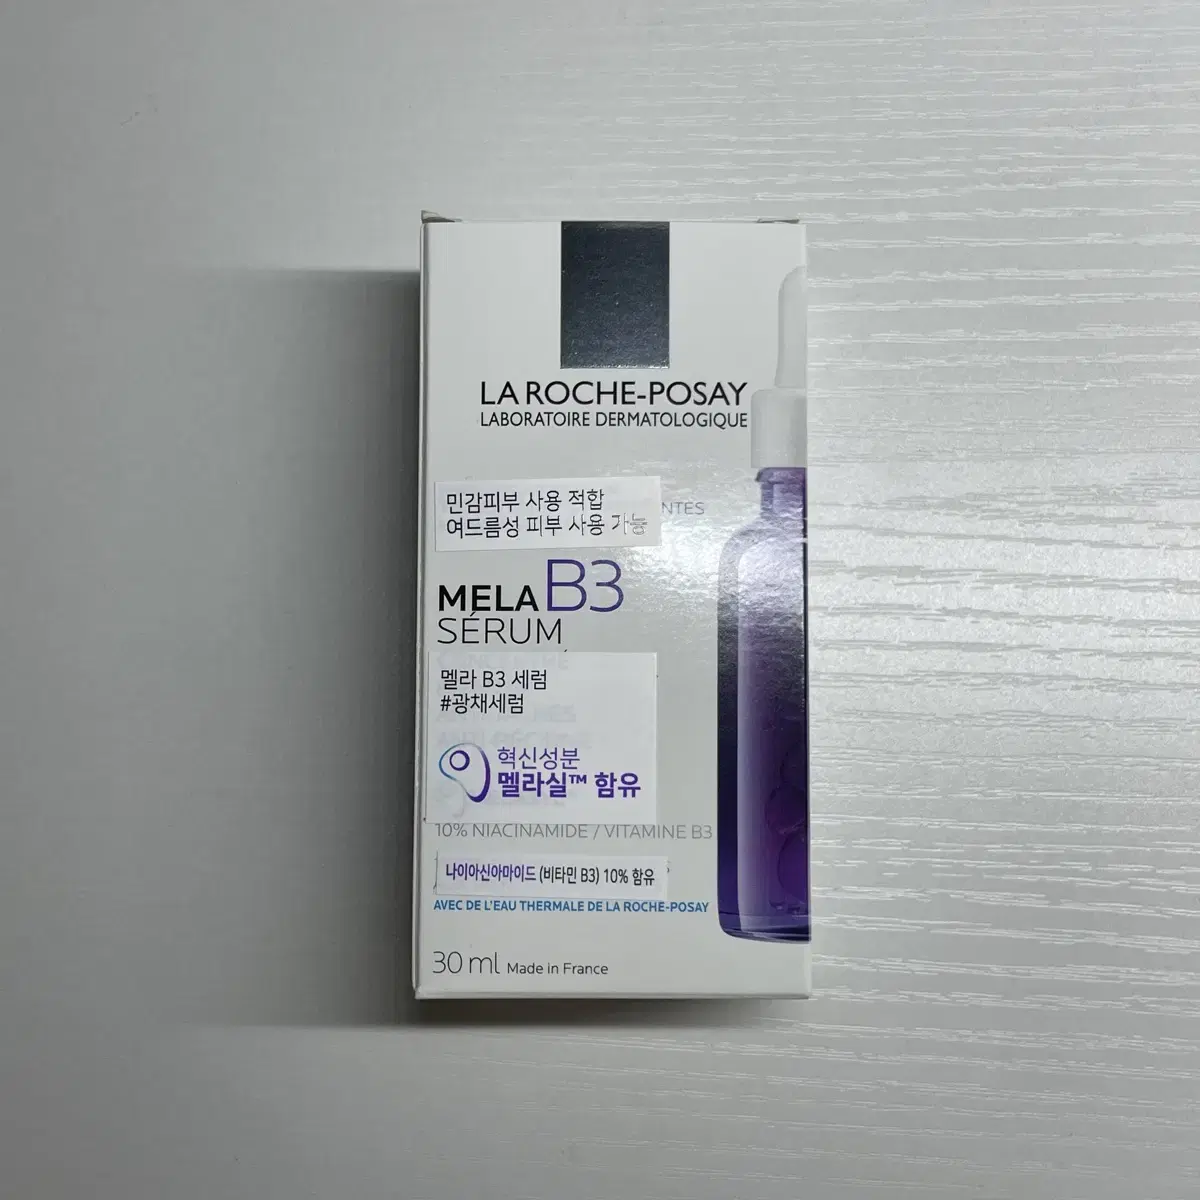 LA ROCHE-POSAY
LABORATOIRE DERMATOLOGIQUE
민감피부 사용 적합
여드름성 피부 사용 가능
MELA B3
SÉRUM
멜라 B3 세럼
#광채세럼
혁신성분
멜라실™ 함유
10% NIACINAMIDE / VITAMINE B3
나이아신아마이드 (비타민 B3) 10% 함유
AVEC DE L'EAU THERMALE DE LA ROCHE-POSAY
30 ml Made in France